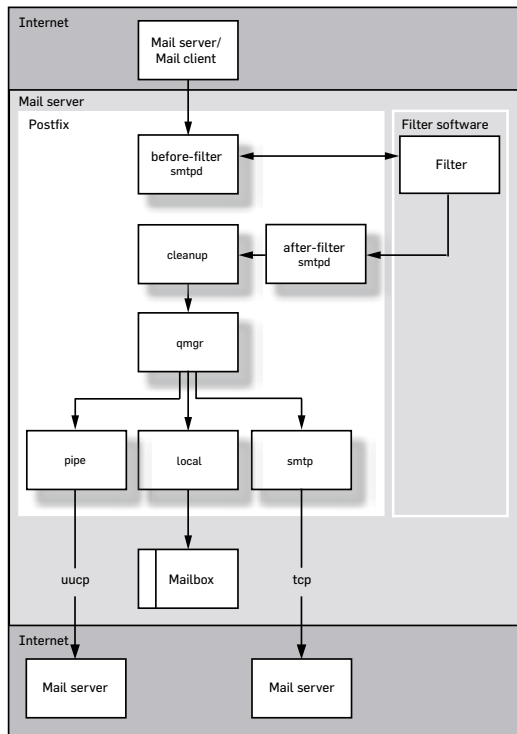 Internet
Mail server/
Mail client
Mail server
Postfix
Filter software
before-filter
smtpd
Filter
cleanup
after-filter
smtpd
qmgr
pipe
local
smtp
uucp
Mailbox
tcp
Internet
Mail server
Mail server